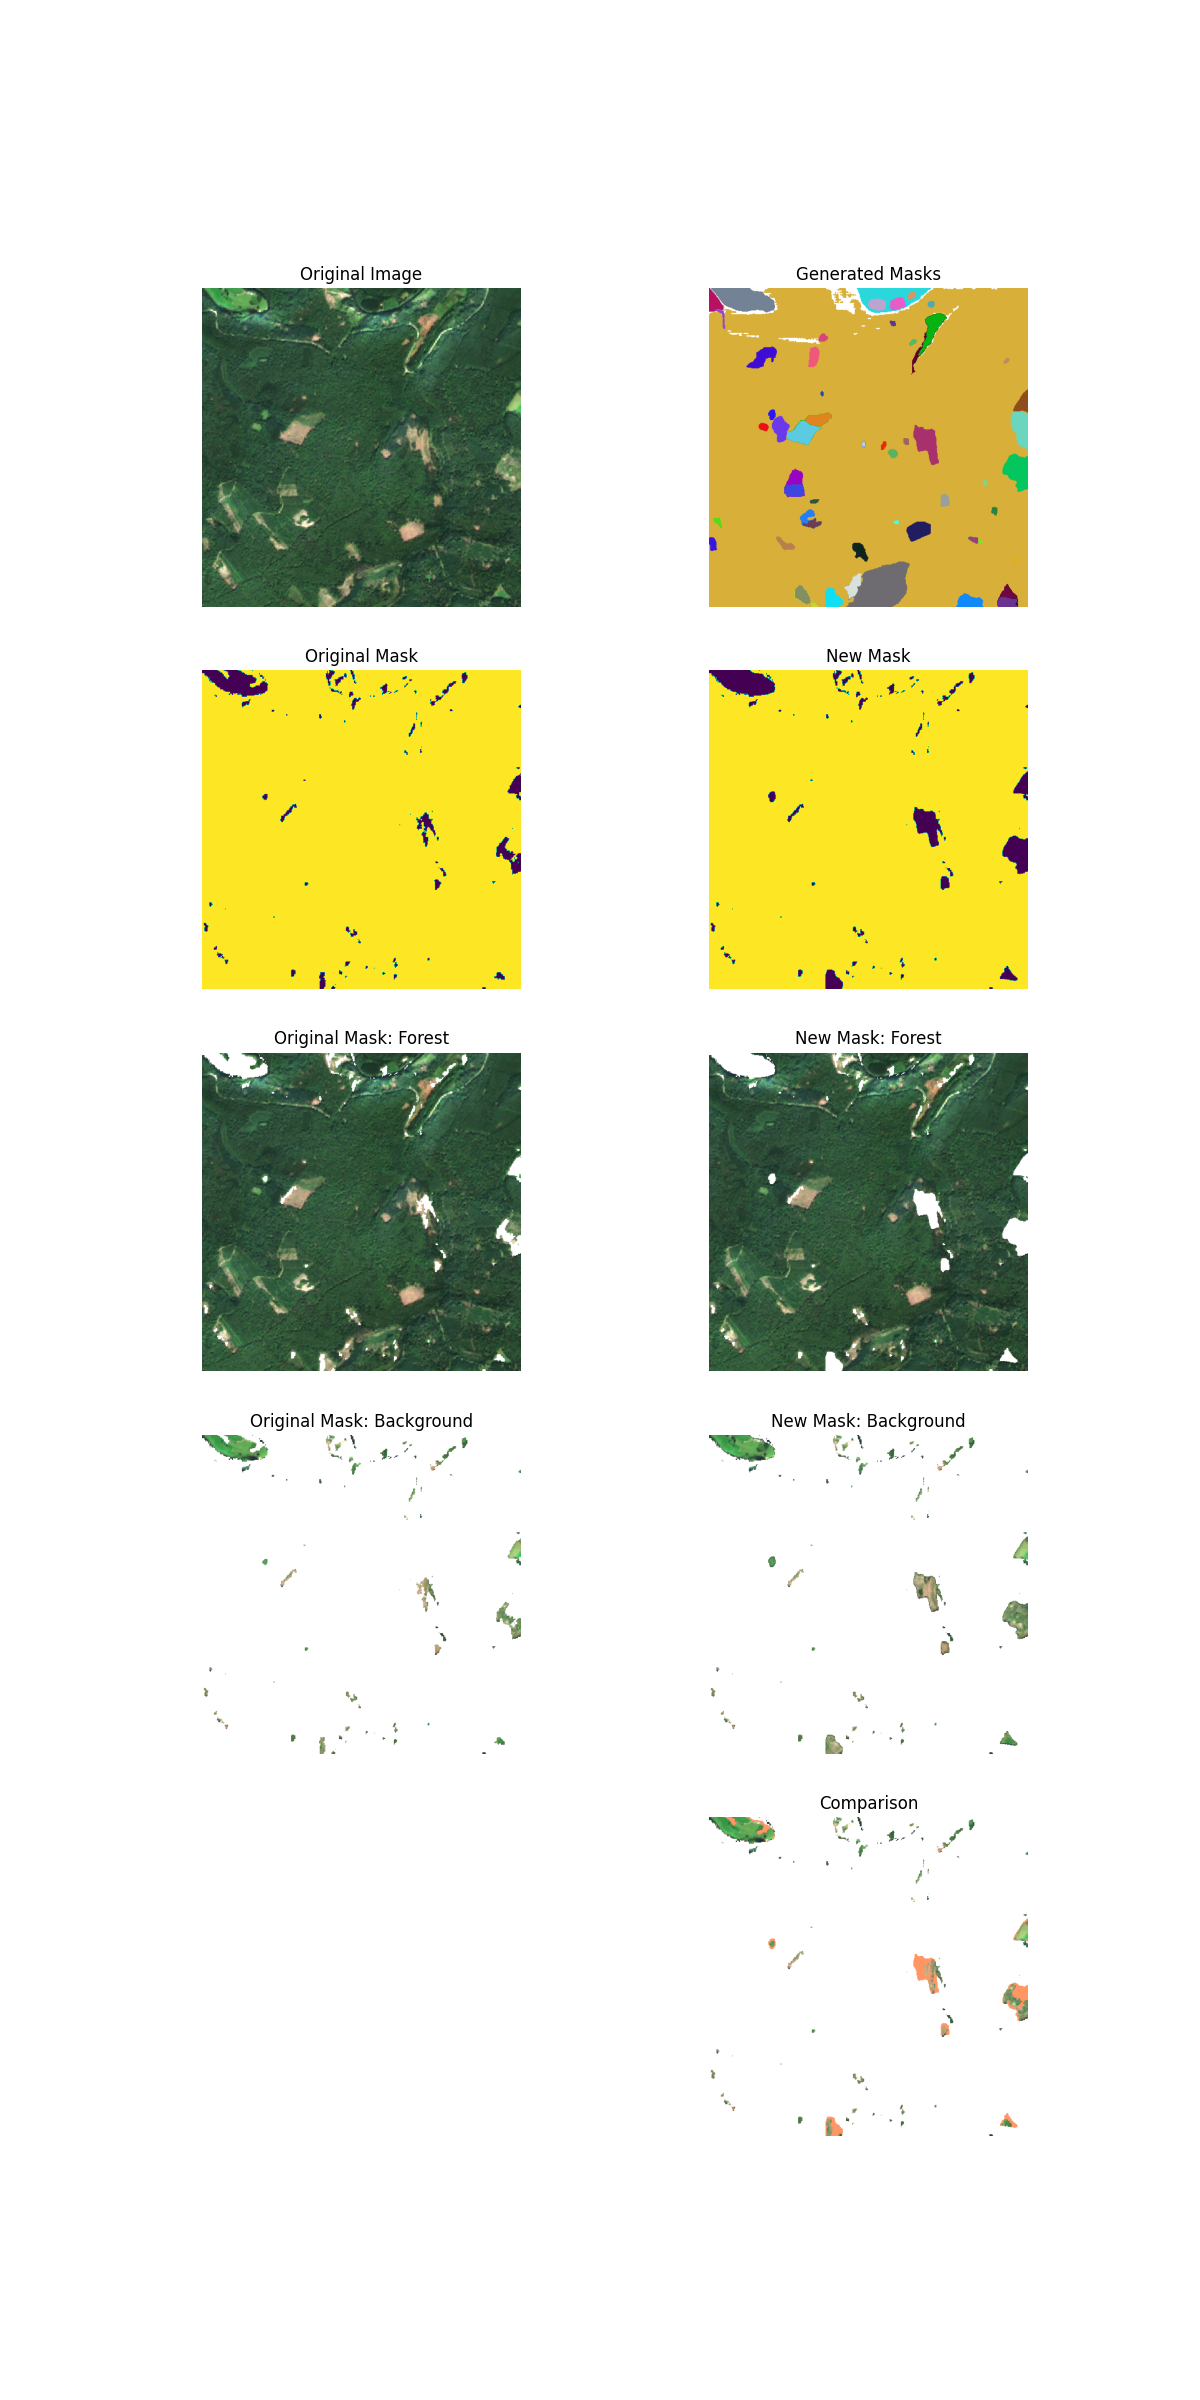 Original Image
Generated Masks
Original Mask
New Mask
Original Mask: Forest
New Mask: Forest
Original Mask: Background
New Mask: Background
Comparison